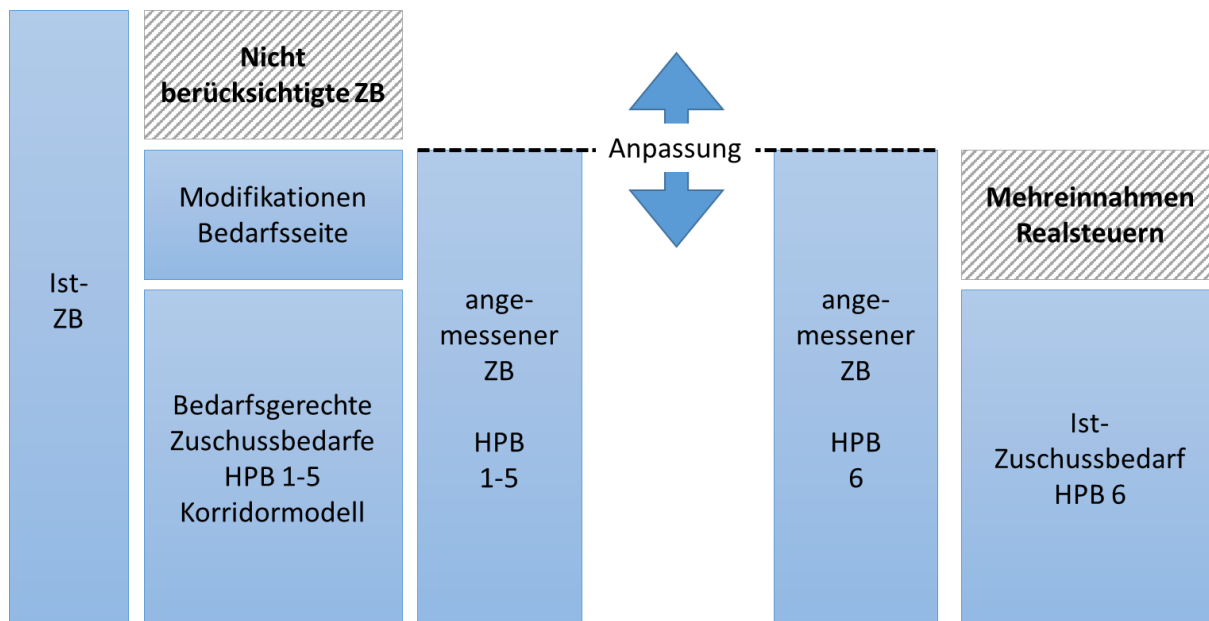 Ist-
ZB
Nicht
berücksichtigte ZB
Modifikationen
Bedarfsseite
Bedarfsgerechte
Zuschussbedarfe
HPB 1-5
Korridormodell
ange-
messener
ZB
HPB
1-5
Anpassung
ange-
messener
ZB
HPB
6
Mehreinnahmen
Realsteuern
Ist-
Zuschussbedarf
HPB 6